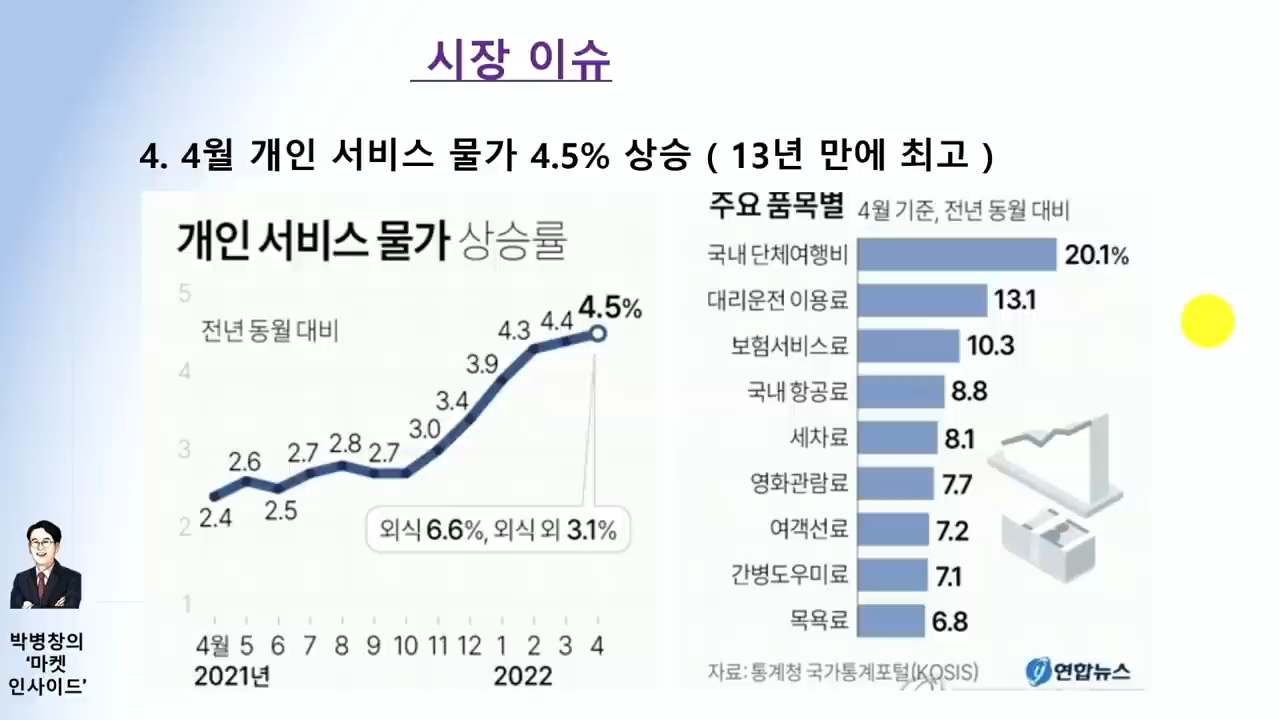 시장 이슈
4. 4월 개인 서비스 물가 4.5% 상승 ( 13년 만에 최고 )
개인 서비스 물가 상승률
전년 동월 대비
5
4
3
2
1
2.4
2.6
2.5
2.7
2.8
2.7
3.0
3.4
3.9
4.3
4.4
4.5%
외식 6.6%, 외식 외 3.1%
4월 5 6 7 8 9 10 11 12 1 2 3 4
2021년 2022
주요 품목별 4월 기준, 전년 동월 대비
국내 단체여행비 20.1%
대리운전 이용료 13.1
보험서비스료 10.3
국내 항공료 8.8
세차료 8.1
영화관람료 7.7
여객선료 7.2
간병도우미료 7.1
목욕료 6.8
자료: 통계청 국가통계포털(KOSIS)
연합뉴스
박병창의
‘마켓
인사이드’